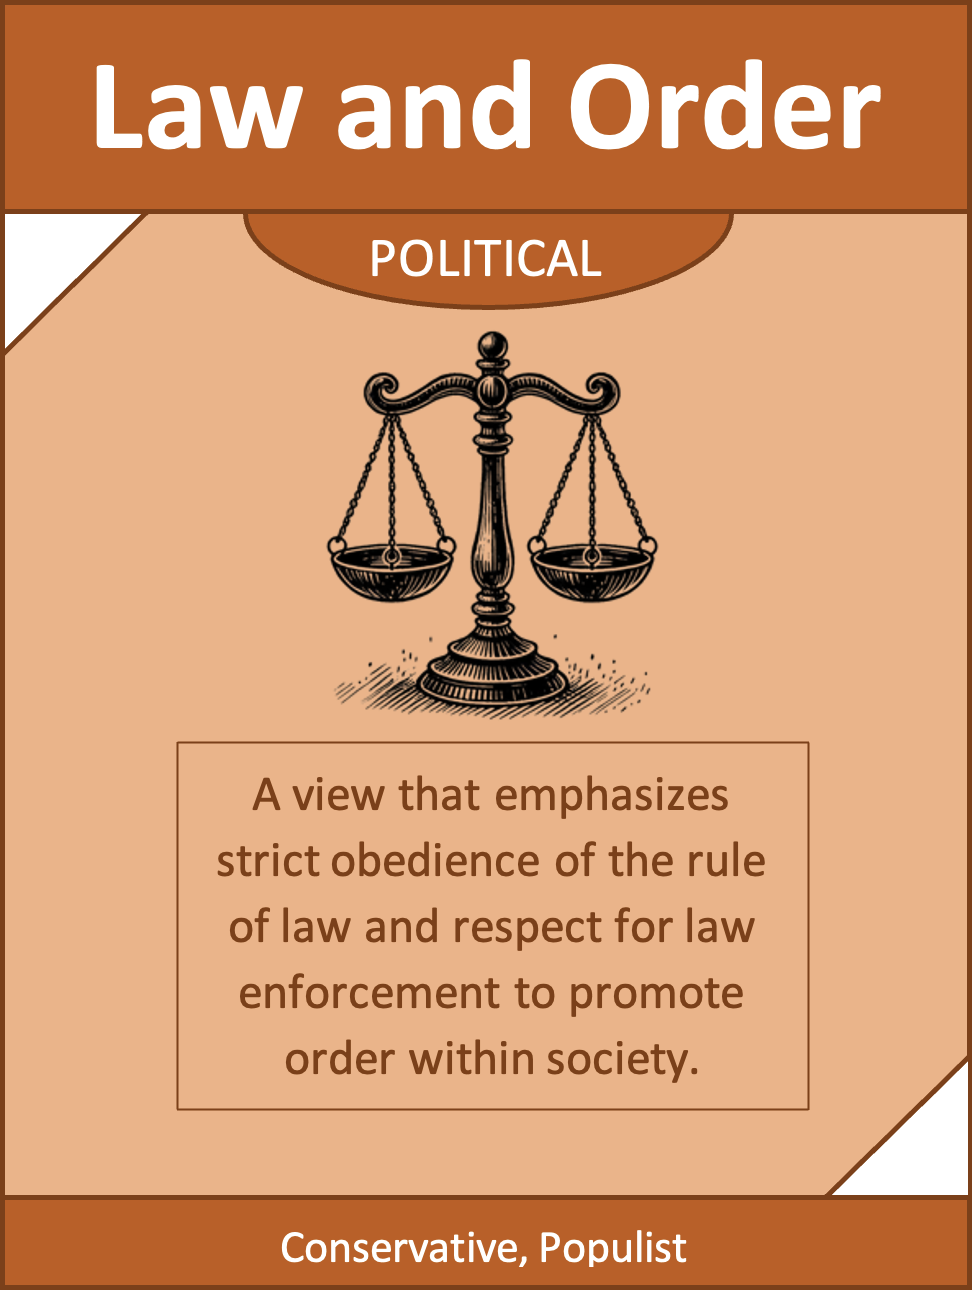 Law and Order
POLITICAL
A view that emphasizes
strict obedience of the rule
of law and respect for law
enforcement to promote
order within society.
Conservative, Populist